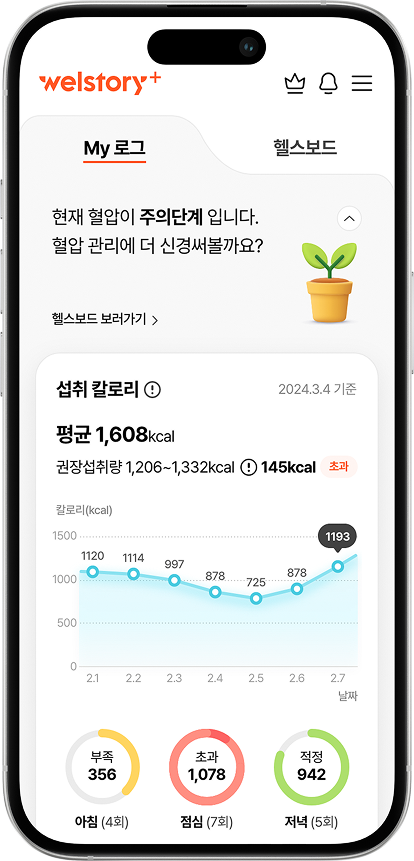 welstory+
My 로그
헬스보드
현재 혈압이 주의단계 입니다.
혈압 관리에 더 신경써볼까요?
헬스보드 보러가기 >
섭취 칼로리
2024.3.4 기준
평균 1,608kcal
권장섭취량 1,206~1,332kcal 145kcal 초과
칼로리(kcal)
1500
1000
500
0
1120 1114 997 878 725 878 1193
2.1 2.2 2.3 2.4 2.5 2.6 2.7
날짜
부족 초과 적정
356 1,078 942
아침 (4회) 점심 (7회) 저녁 (5회)